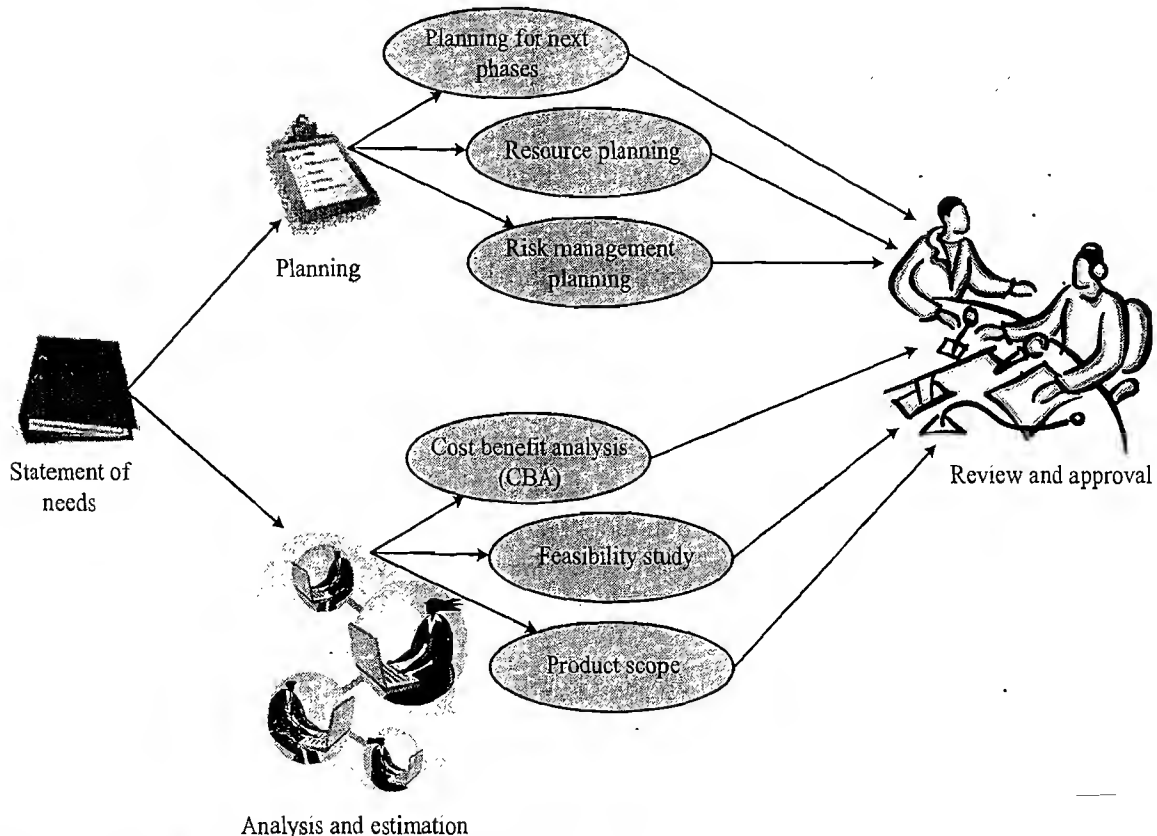 Planning for next
phases
Resource planning
Risk management
planning
Planning
Statement of
needs
Cost benefit analysis
(CBA)
Feasibility study
Product scope
Analysis and estimation
Review and approval